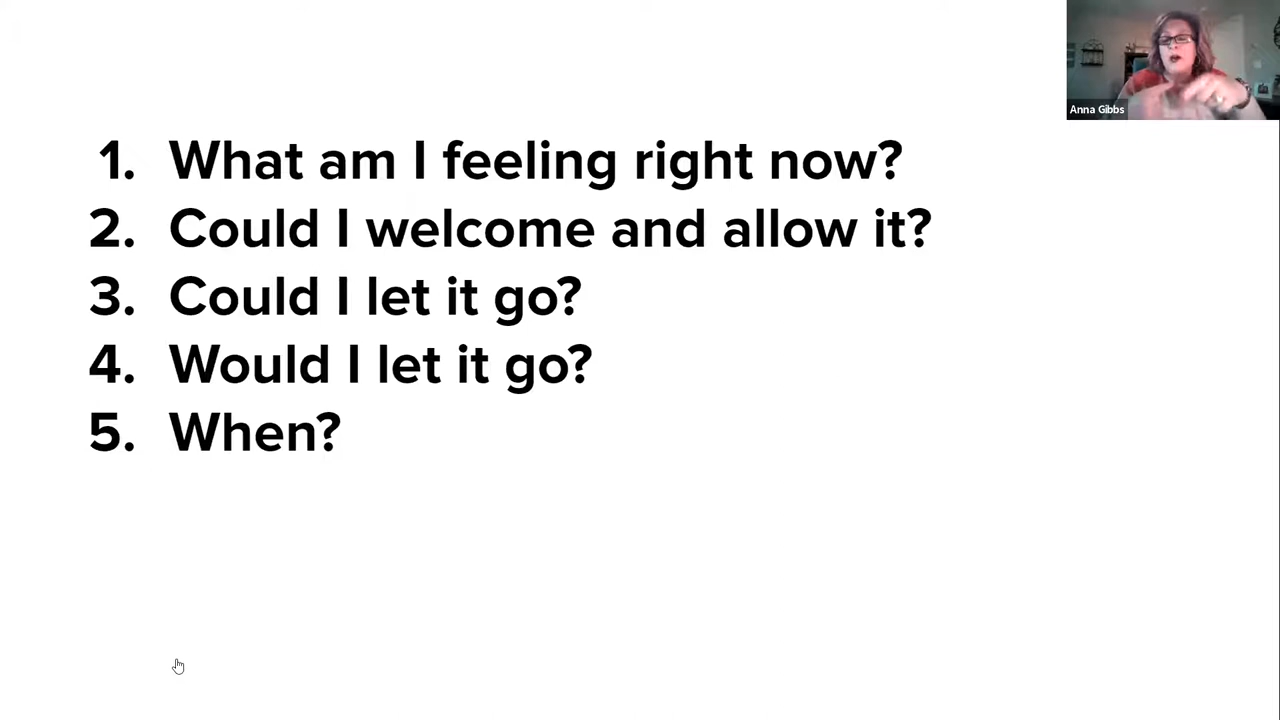 Anna Gibbs
1. What am I feeling right now?
2. Could I welcome and allow it?
3. Could I let it go?
4. Would I let it go?
5. When?